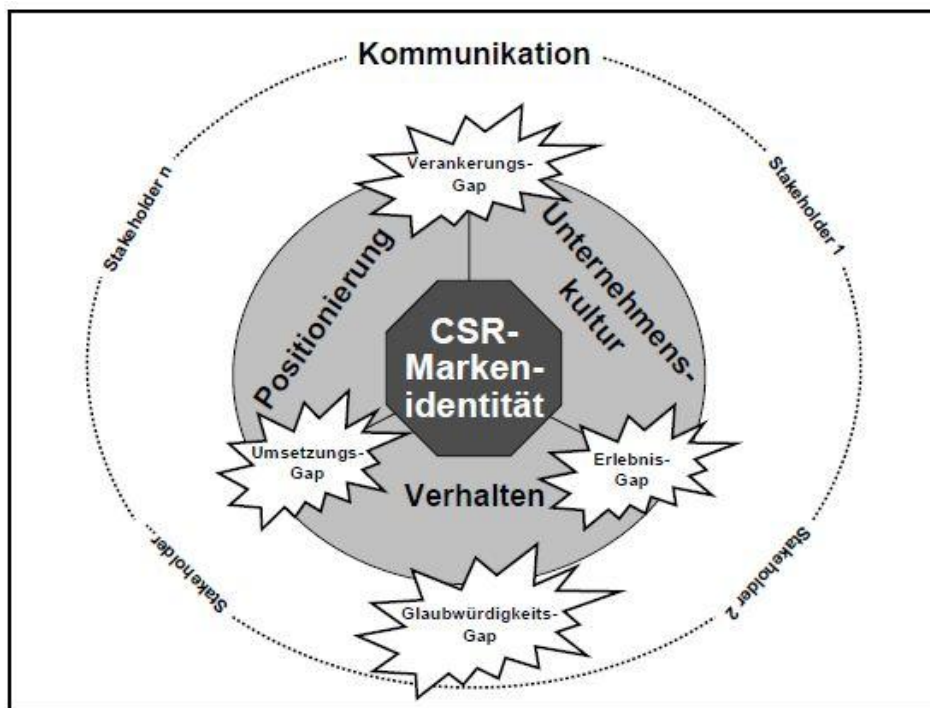 Kommunikation
Verankerungs-
Gap
Stakeholder n
Stakeholder 1
Positionierung
Unternehmens-
kultur
CSR-
Marken-
identität
Umsetzungs-
Gap
Erlebnis-
Gap
Verhalten
Stakeholder
Stakeholder 2
Glaubwürdigkeits-
Gap